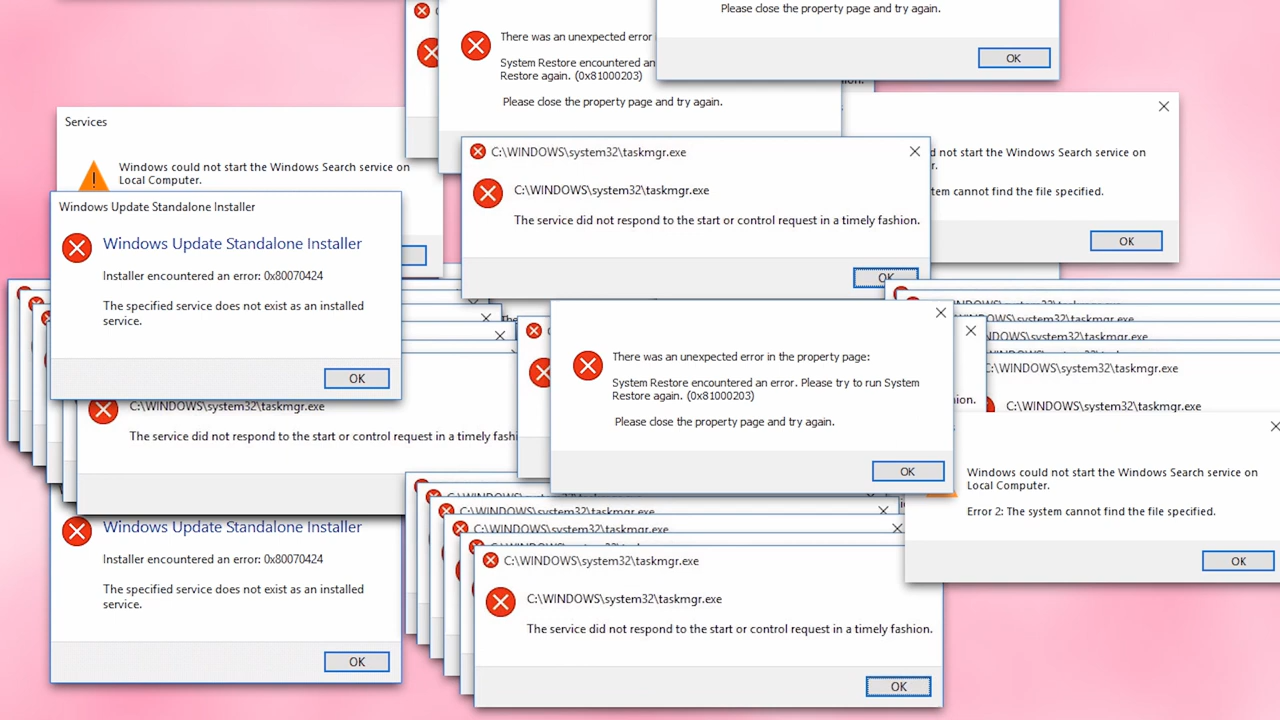 Please close the property page and try again.
OK
There was an unexpected error
System Restore encountered an
Restore again. (0x81000203)
Please close the property page and try again.
Services
Windows could not start the Windows Search service on
Local Computer.
not start the Windows Search service on
cannot find the file specified.
OK
C:\WINDOWS\system32\taskmgr.exe
C:\WINDOWS\system32\taskmgr.exe
The service did not respond to the start or control request in a timely fashion.
OK
Windows Update Standalone Installer
Windows Update Standalone Installer
Installer encountered an error: 0x80070424
The specified service does not exist as an installed
service.
OK
There was an unexpected error in the property page:
System Restore encountered an error. Please try to run System
Restore again. (0x81000203)
Please close the property page and try again.
OK
C:\WINDOWS\system32\taskmgr.exe
C:\WINDOWS\system32\taskmgr.exe
C:\WINDOWS\system32\taskmgr.exe
The service did not respond to the start or control request in a timely
Windows could not start the Windows Search service on
Local Computer.
Error 2: The system cannot find the file specified.
OK
Windows Update Standalone Installer
Installer encountered an error: 0x80070424
The specified service does not exist as an installed
service.
OK
C:\WINDOWS\system32\taskmgr.exe
C:\WINDOWS\system32\taskmgr.exe
C:\WINDOWS\system32\taskmgr.exe
C:\WINDOWS\system32\taskmgr.exe
The service did not respond to the start or control request in a timely fashion.
OK